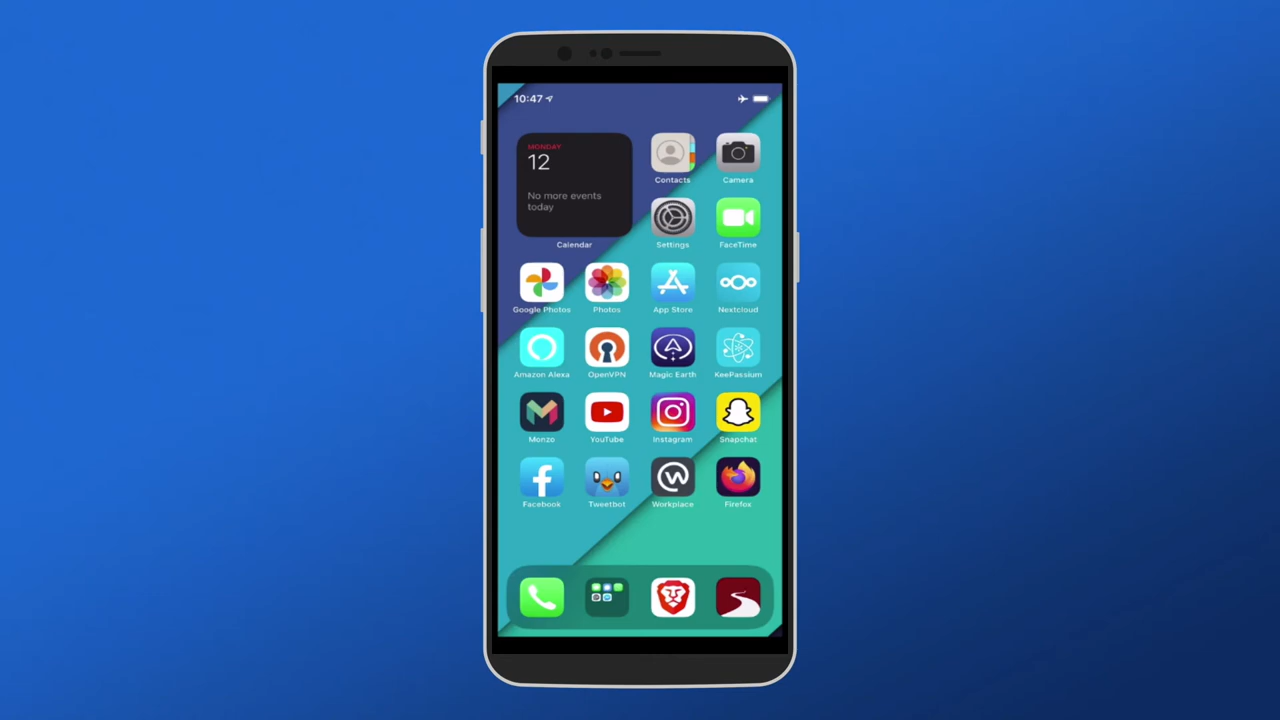 10:47
MONDAY
12
No more events
today
Calendar
Contacts
Camera
Settings
FaceTime
Google Photos
Photos
App Store
Nextcloud
Amazon Alexa
OpenVPN
Magic Earth
KeePassium
Monzo
YouTube
Instagram
Snapchat
Facebook
Tweetbot
Workplace
Firefox